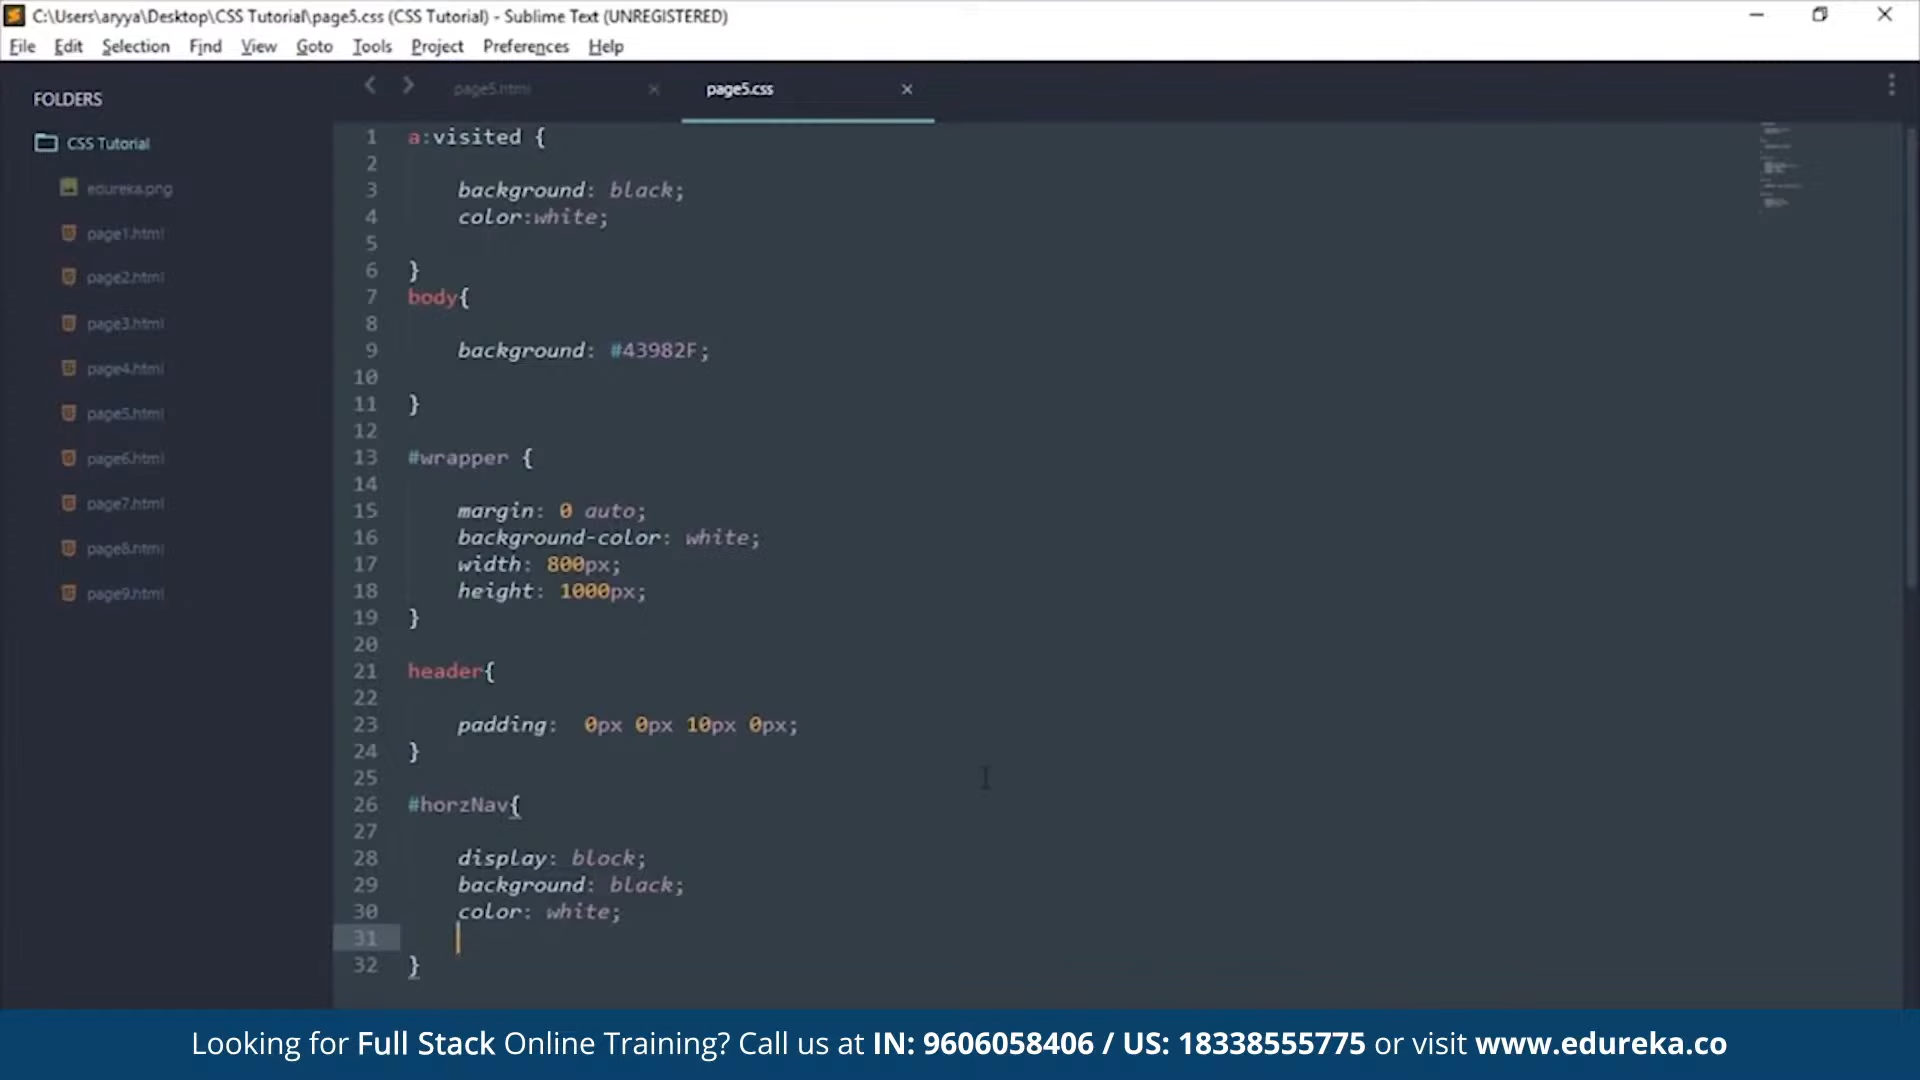 C:\Users\aryya\Desktop\CSS Tutorial\page5.css (CSS Tutorial) - Sublime Text (UNREGISTERED)
File Edit Selection Find View Goto Tools Project Preferences Help
FOLDERS
CSS Tutorial
edureka.png
page1.html
page2.html
page3.html
page4.html
page5.html
page6.html
page7.html
page8.html
page9.html
page5.html page5.css
1 a:visited {
2
3 background: black;
4 color:white;
5
6 }
7 body{
8
9 background: #43982F;
10
11 }
12
13 #wrapper {
14
15 margin: 0 auto;
16 background-color: white;
17 width: 800px;
18 height: 1000px;
19 }
20
21 header{
22
23 padding:  0px 0px 10px 0px;
24 }
25
26 #horzNav{
27
28 display: block;
29 background: black;
30 color: white;
31
32 }
Looking for Full Stack Online Training? Call us at IN: 9606058406 / US: 18338555775 or visit www.edureka.co